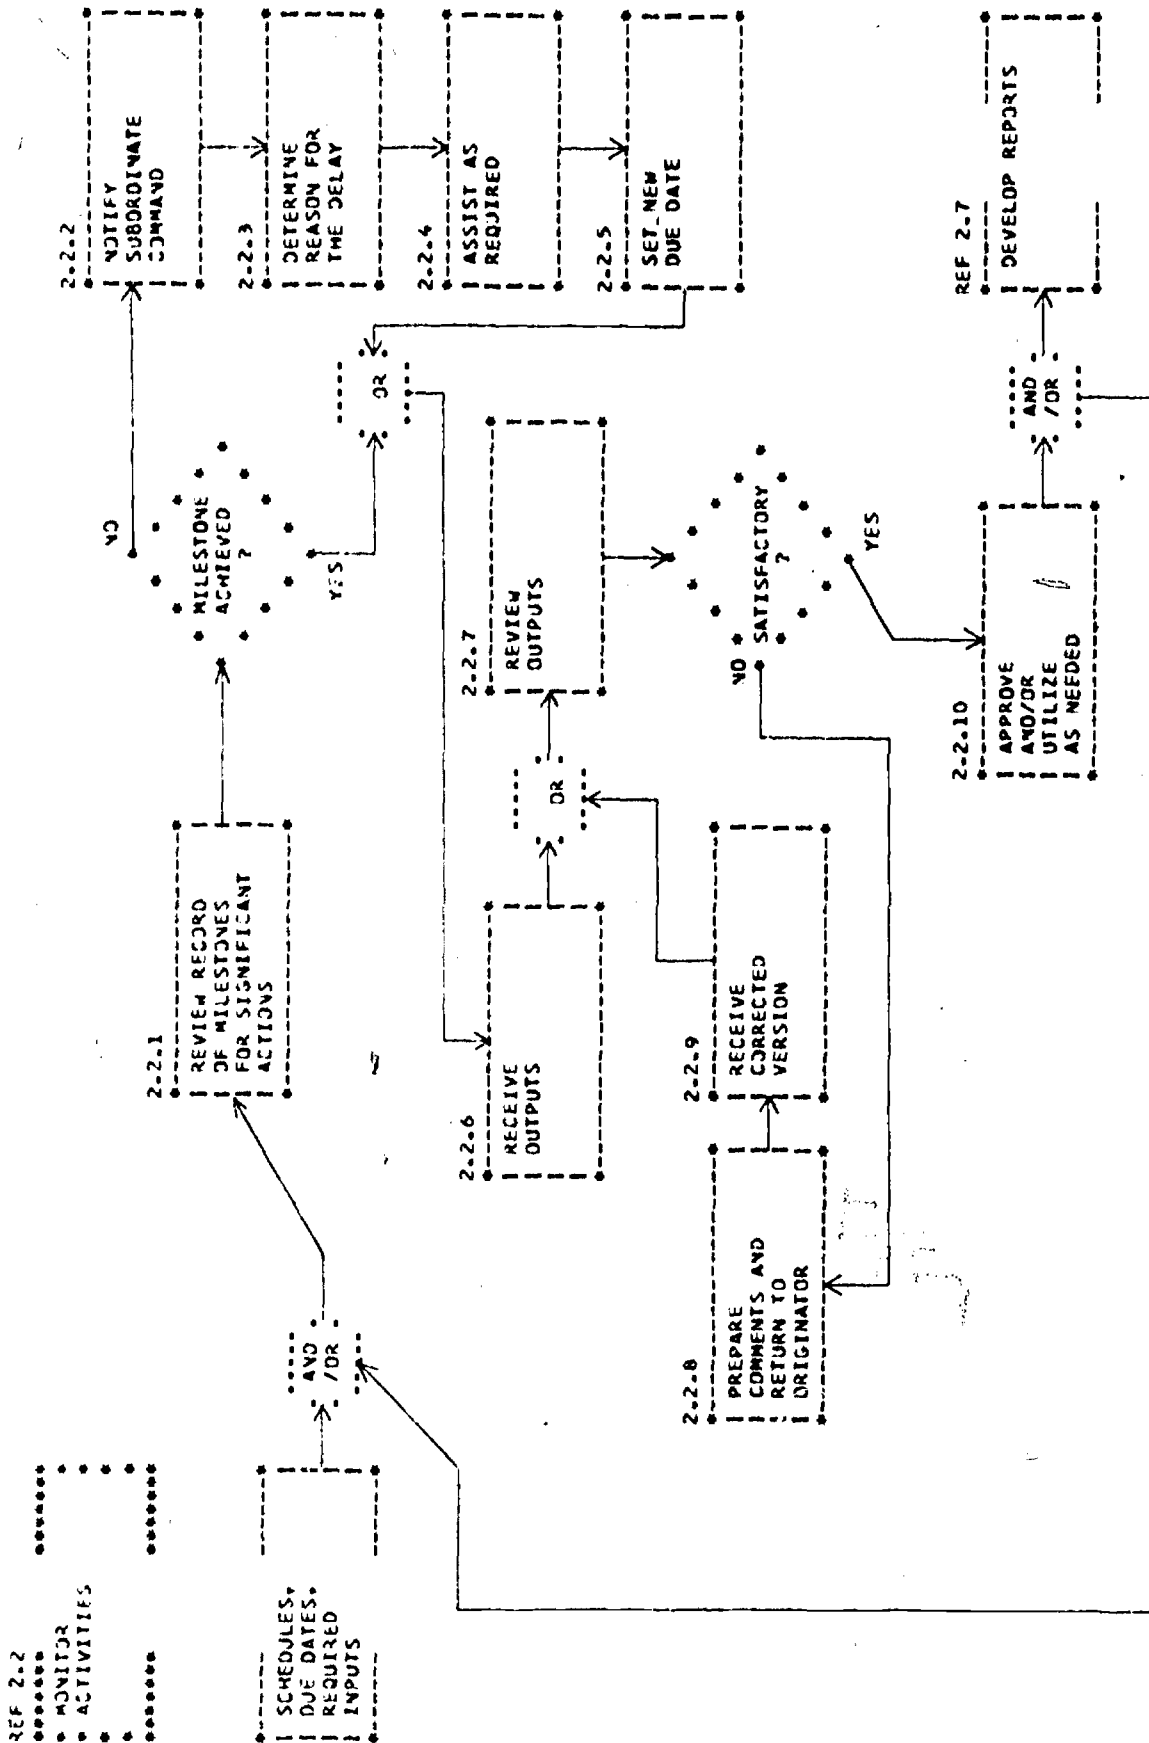 REF 2.2
MONITOR
ACTIVITIES
SCHEDULES,
DUE DATES,
REQUIRED
INPUTS
AND
/OR
2.2.1
REVIEW RECORD
OF MILESTONES
FOR SIGNIFICANT
ACTIONS
MILESTONE
ACHIEVED
?
NO
YES
2.2.2
NOTIFY
SUBORDINATE
COMMAND
2.2.3
DETERMINE
REASON FOR
THE DELAY
2.2.4
ASSIST AS
REQUIRED
2.2.5
SET NEW
DUE DATE
OR
2.2.6
RECEIVE
OUTPUTS
OR
2.2.7
REVIEW
OUTPUTS
SATISFACTORY
?
NO
YES
2.2.8
PREPARE
COMMENTS AND
RETURN TO
ORIGINATOR
2.2.9
RECEIVE
CORRECTED
VERSION
2.2.10
APPROVE
AND/OR
UTILIZE
AS NEEDED
AND
/OR
REF 2.7
DEVELOP REPORTS